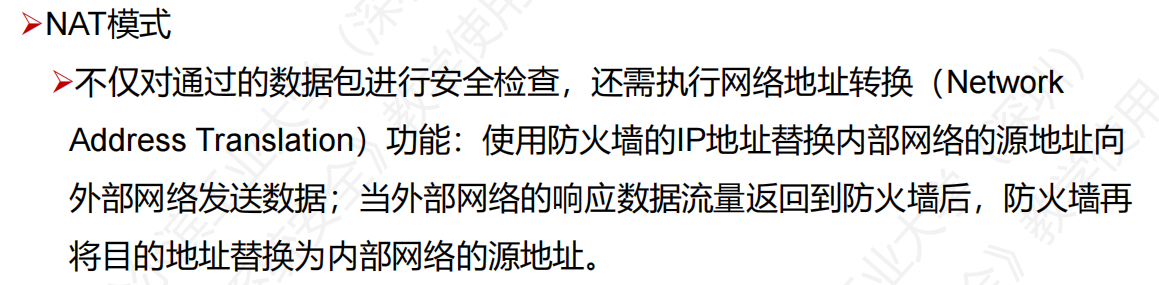 ➢NAT模式
➢不仅对通过的数据包进行安全检查，还需执行网络地址转换（Network
Address Translation）功能：使用防火墙的IP地址替换内部网络的源地址向
外部网络发送数据；当外部网络的响应数据流量返回到防火墙后，防火墙再
将目的地址替换为内部网络的源地址。